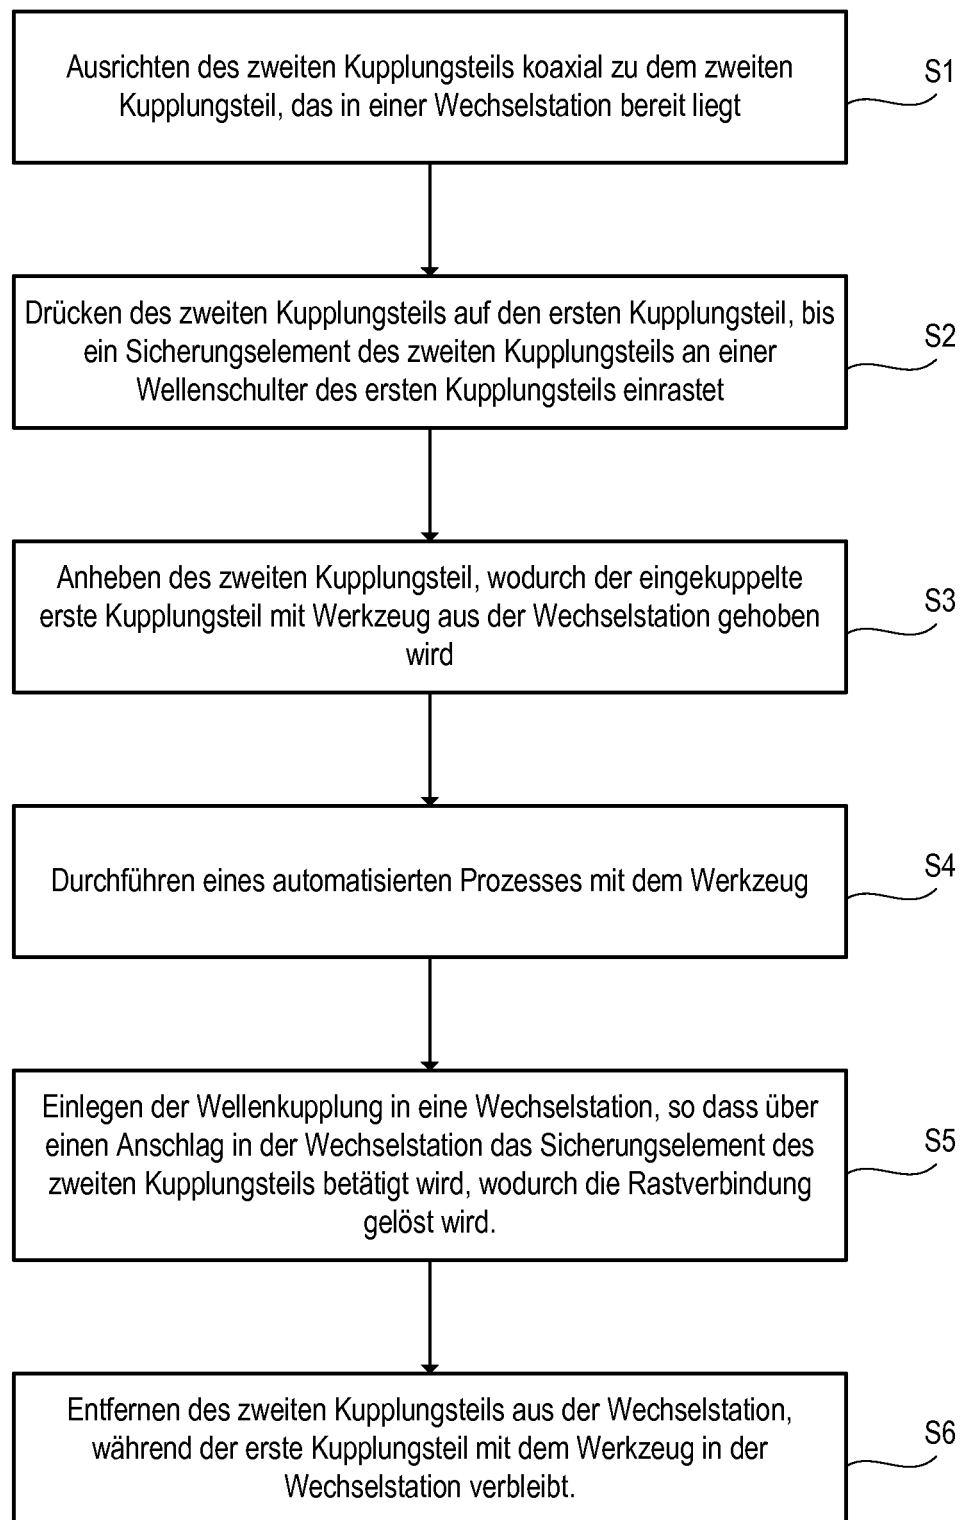 Ausrichten des zweiten Kupplungsteils koaxial zu dem zweiten
Kupplungsteil, das in einer Wechselstation bereit liegt
S1
Drücken des zweiten Kupplungsteils auf den ersten Kupplungsteil, bis
ein Sicherungselement des zweiten Kupplungsteils an einer
Wellenschulter des ersten Kupplungsteils einrastet
S2
Anheben des zweiten Kupplungsteil, wodurch der eingekuppelte
erste Kupplungsteil mit Werkzeug aus der Wechselstation gehoben
wird
S3
Durchführen eines automatisierten Prozesses mit dem Werkzeug
S4
Einlegen der Wellenkupplung in eine Wechselstation, so dass über
einen Anschlag in der Wechselstation das Sicherungselement des
zweiten Kupplungsteils betätigt wird, wodurch die Rastverbindung
gelöst wird.
S5
Entfernen des zweiten Kupplungsteils aus der Wechselstation,
während der erste Kupplungsteil mit dem Werkzeug in der
Wechselstation verbleibt.
S6